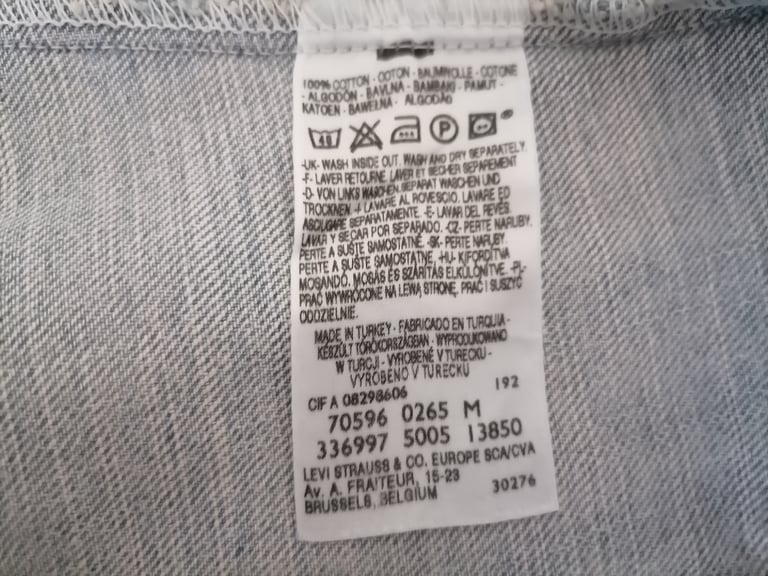 100% COTTON - COTON - BAUMWOLLE - COTONE
- ALGODÓN - BAVLNA - BAMBAKI - PAMUT -
KATOEN - BAWEŁNA - ALGODÃO
40 P
-UK- WASH INSIDE OUT. WASH AND DRY SEPARATELY.
-F- LAVER RETOURNE. LAVER ET SECHER SEPAREMENT
-D- VON LINKS WASCHEN. SEPARAT WASCHEN UND
TROCKNEN -I- LAVARE AL ROVESCIO. LAVARE ED
ASCIUGARE SEPARATAMENTE. -E- LAVAR DEL REVÉS.
LAVAR Y SECAR POR SEPARADO. -CZ- PERTE NARUBY.
PERTE A SUŠTE SAMOSTATNĚ. -SK- PERTE NARUBY.
PERTE A SUŠTE SAMOSTATNE. -HU- KIFORDÍTVA
MOSANDÓ. MOSÁS ÉS SZÁRÍTÁS ELKÜLÖNÍTVE. -PL-
PRAĆ WYWRÓCONE NA LEWĄ STRONĘ, PRAĆ I SUSZYĆ
ODDZIELNIE.
MADE IN TURKEY - FABRICADO EN TURQUIA -
KÉSZÜLT TÖRÖKORSZÁGBAN - WYPRODUKOWANO
W TURCJI - VYROBENÉ V TURECKU -
VYROBENO V TURECKU
CIF A 08298606 192
70596 0265 M
336997 5005 13850
LEVI STRAUSS & CO. EUROPE SCA/CVA
Av. A. FRAITEUR, 15-23
BRUSSELS, BELGIUM 30276